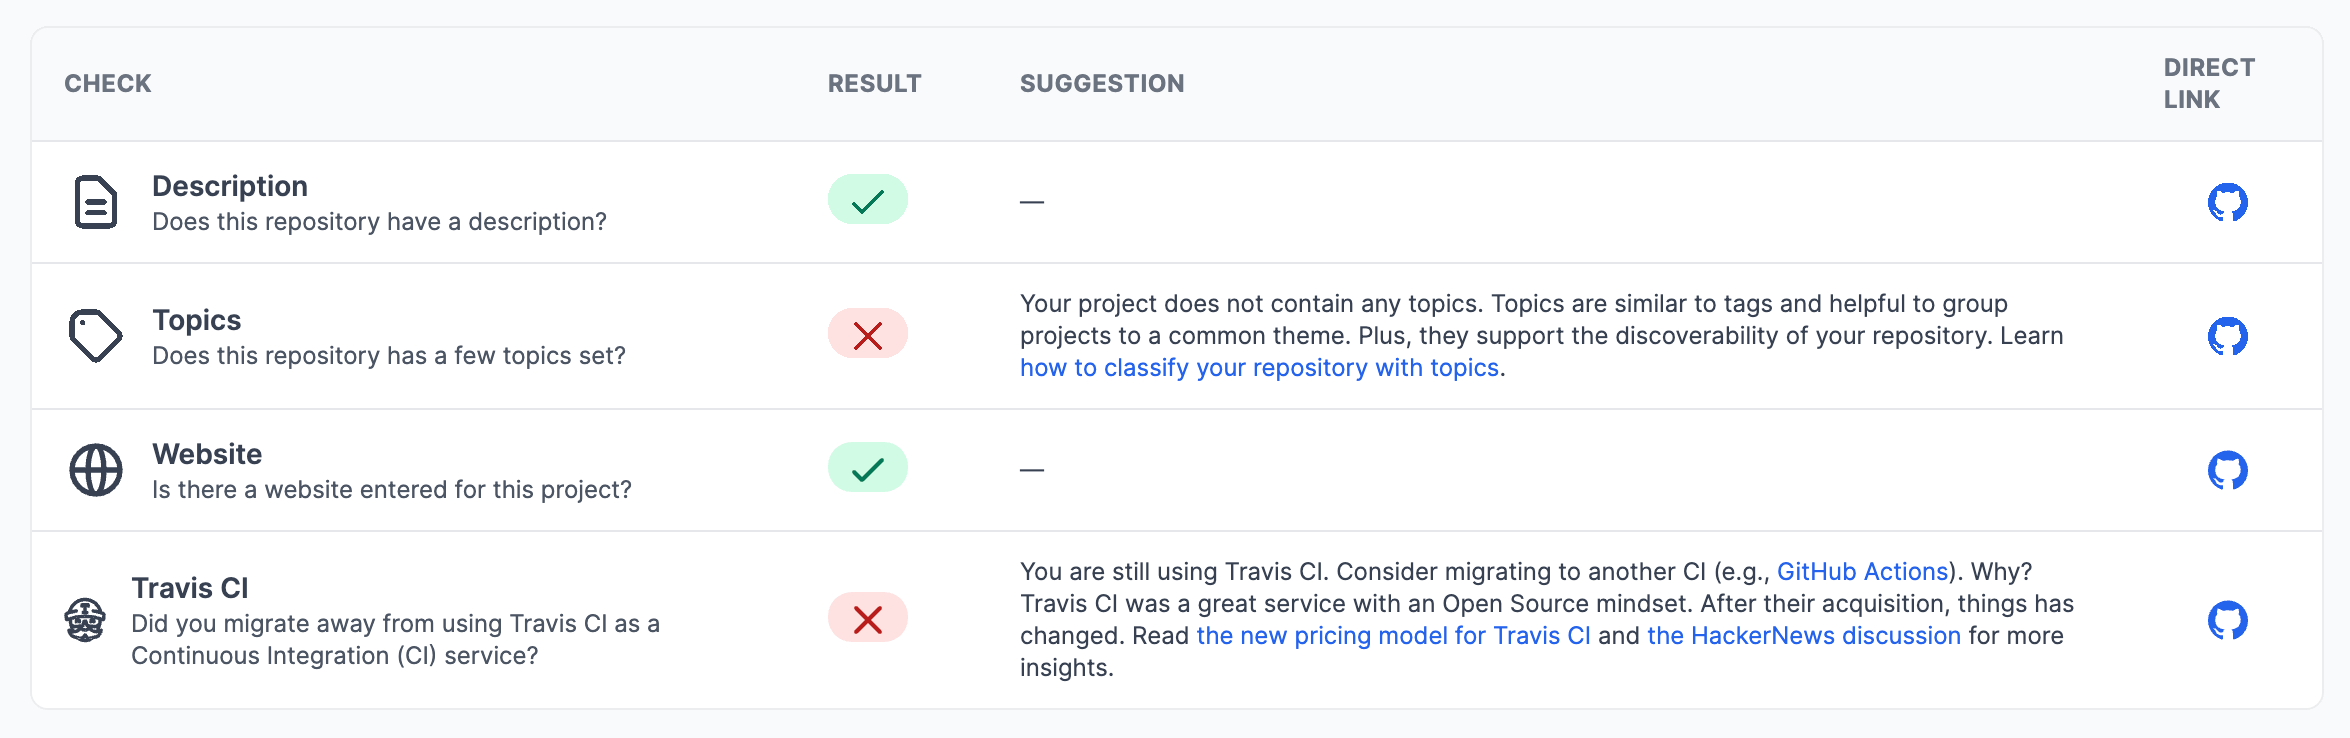 CHECK
RESULT
SUGGESTION
DIRECT
LINK
Description
Does this repository have a description?
—
Topics
Does this repository has a few topics set?
Your project does not contain any topics. Topics are similar to tags and helpful to group
projects to a common theme. Plus, they support the discoverability of your repository. Learn
how to classify your repository with topics.
Website
Is there a website entered for this project?
—
Travis CI
Did you migrate away from using Travis CI as a
Continuous Integration (CI) service?
You are still using Travis CI. Consider migrating to another CI (e.g., GitHub Actions). Why?
Travis CI was a great service with an Open Source mindset. After their acquisition, things has
changed. Read the new pricing model for Travis CI and the HackerNews discussion for more
insights.